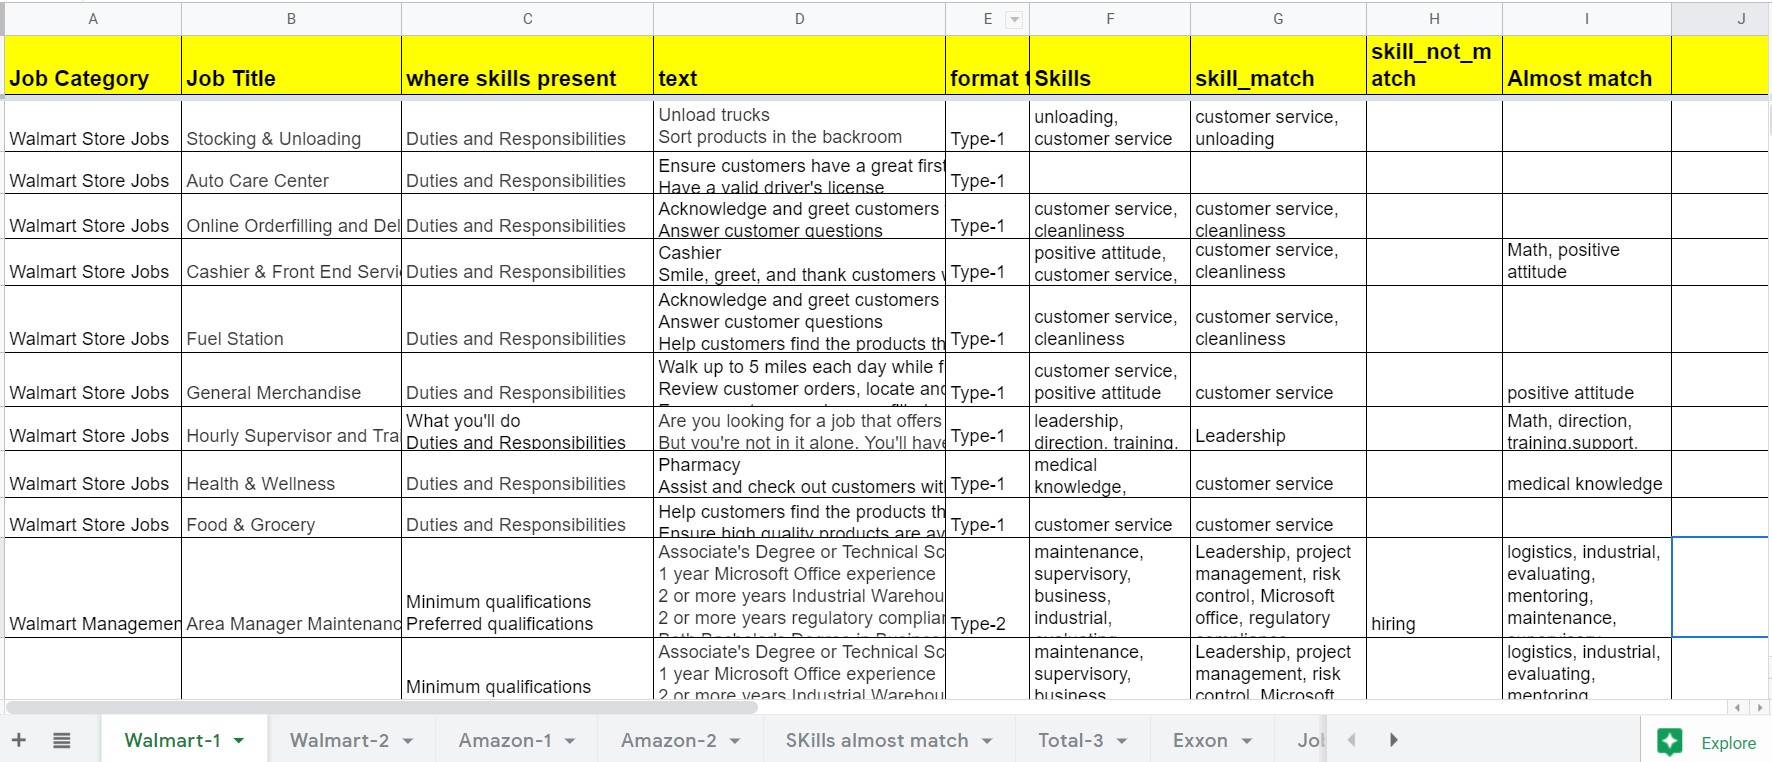 A B C D E F G H I J
Job Category Job Title where skills present text format t Skills skill_match skill_not_m
atch Almost match
Walmart Store Jobs Stocking & Unloading Duties and Responsibilities Unload trucks
Sort products in the backroom Type-1 unloading,
customer service customer service,
unloading
Walmart Store Jobs Auto Care Center Duties and Responsibilities Ensure customers have a great first
Have a valid driver's license Type-1
Walmart Store Jobs Online Orderfilling and Del Duties and Responsibilities Acknowledge and greet customers
Answer customer questions Type-1 customer service,
cleanliness customer service,
cleanliness
Walmart Store Jobs Cashier & Front End Servi Duties and Responsibilities Cashier
Smile, greet, and thank customers Type-1 positive attitude,
customer service, customer service,
cleanliness Math, positive
attitude
Walmart Store Jobs Fuel Station Duties and Responsibilities Acknowledge and greet customers
Answer customer questions
Help customers find the products th Type-1 customer service,
cleanliness customer service,
cleanliness
Walmart Store Jobs General Merchandise Duties and Responsibilities Walk up to 5 miles each day while f
Review customer orders, locate and
Type-1 customer service,
positive attitude customer service positive attitude
Walmart Store Jobs Hourly Supervisor and Trai What you'll do
Duties and Responsibilities Are you looking for a job that offers
But you're not in it alone. You'll have Type-1 leadership,
direction, training, Leadership Math, direction,
training,support,
Walmart Store Jobs Health & Wellness Duties and Responsibilities Pharmacy
Assist and check out customers wit Type-1 medical
knowledge, customer service medical knowledge
Walmart Store Jobs Food & Grocery Duties and Responsibilities Help customers find the products th
Ensure high quality products are av Type-1 customer service customer service
Walmart Managemen Area Manager Maintenanc Minimum qualifications
Preferred qualifications Associate's Degree or Technical Sc
1 year Microsoft Office experience
2 or more years Industrial Warehou
2 or more years regulatory complian
Type-2 maintenance,
supervisory,
business,
industrial,
Leadership, project
management, risk
control, Microsoft
office, regulatory
hiring logistics, industrial,
evaluating,
mentoring,
maintenance,
Minimum qualifications Associate's Degree or Technical Sc
1 year Microsoft Office experience
2 or more years Industrial Warehou
maintenance,
supervisory,
business,
Leadership, project
management, risk
control, Microsoft
logistics, industrial,
evaluating,
mentoring,
Walmart-1 Walmart-2 Amazon-1 Amazon-2 SKills almost match Total-3 Exxon Jo Explore